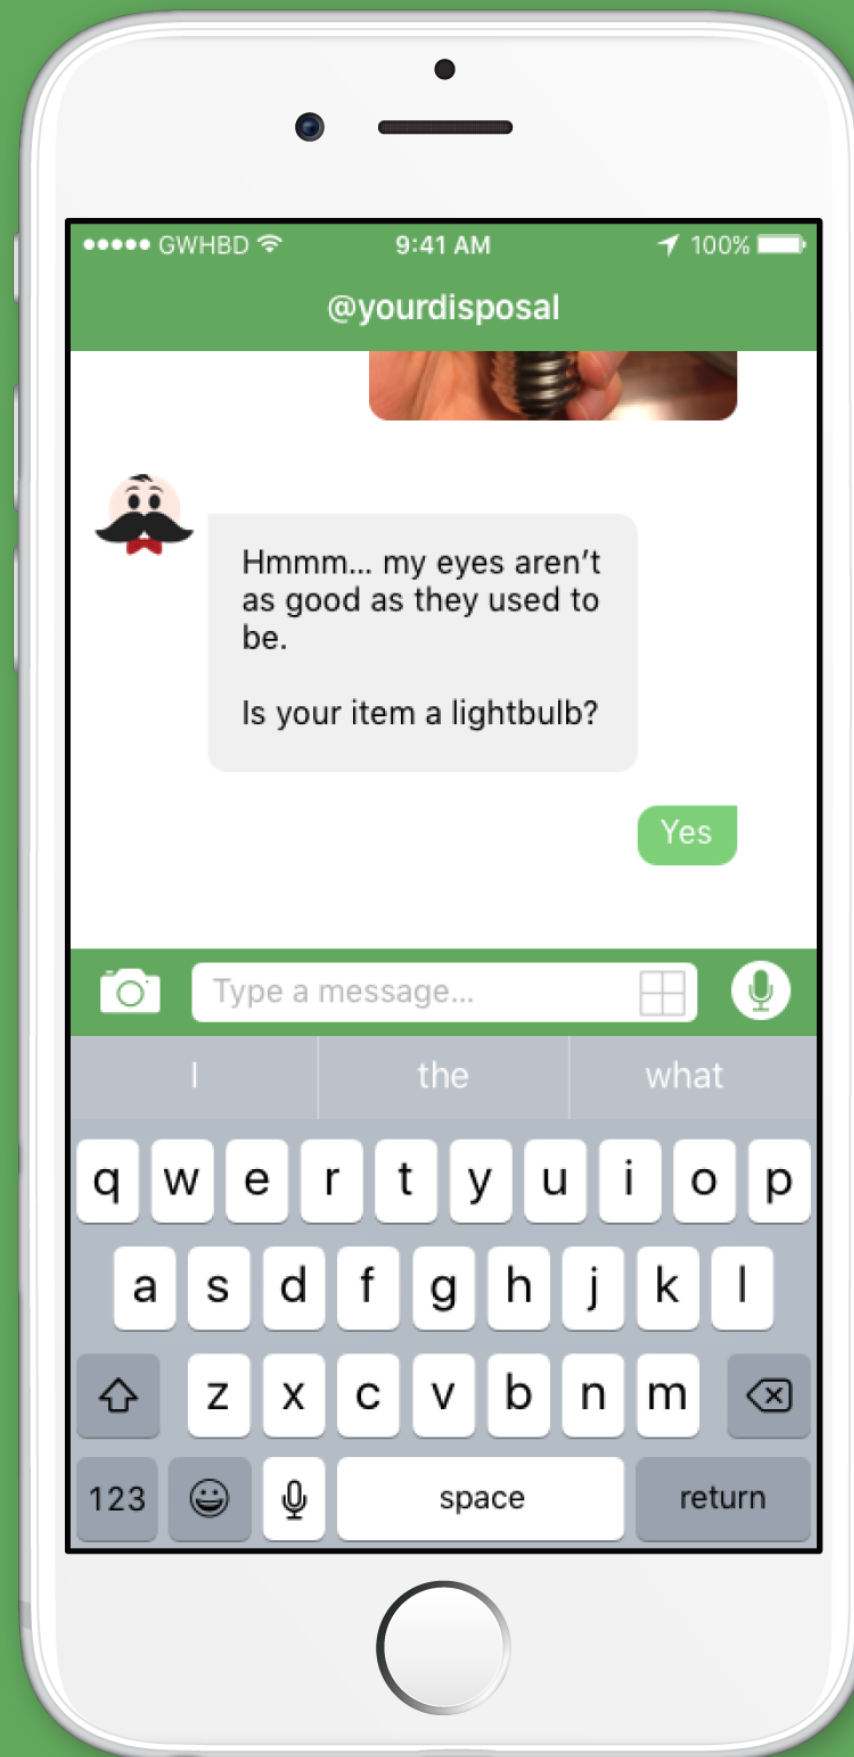 GWHBD 9:41 AM 100%
@yourdisposal
Hmmm... my eyes aren't
as good as they used to
be.
Is your item a lightbulb?
Yes
Type a message...
I the what
q w e r t y u i o p
a s d f g h j k l
z x c v b n m
123 space return